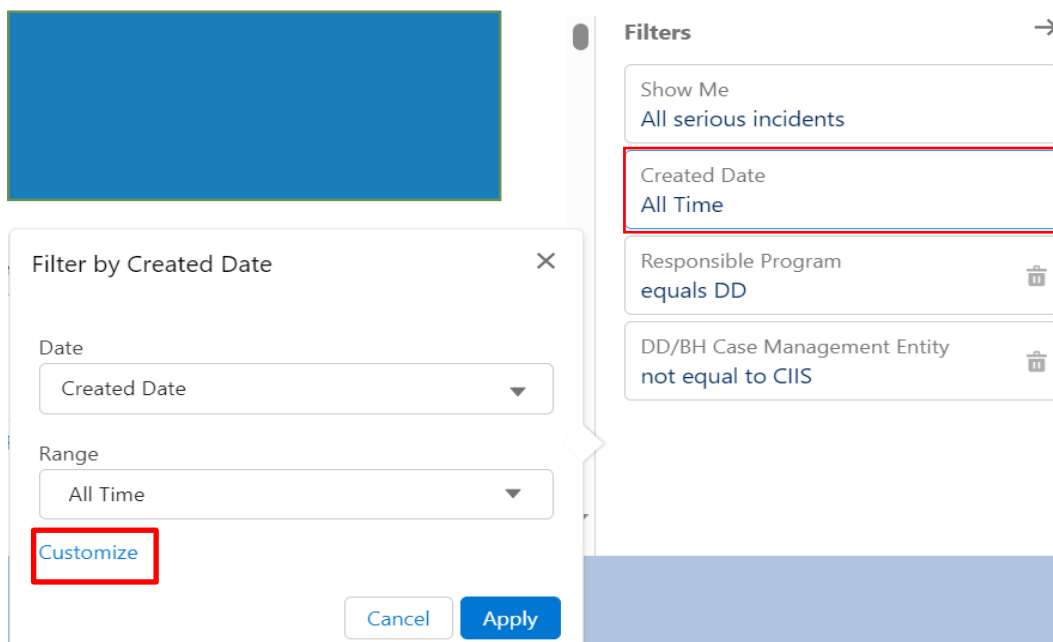 Filters
Show Me
All serious incidents
Created Date
All Time
Responsible Program
equals DD
DD/BH Case Management Entity
not equal to CIIS
Filter by Created Date
Date
Created Date
Range
All Time
Customize
Cancel
Apply